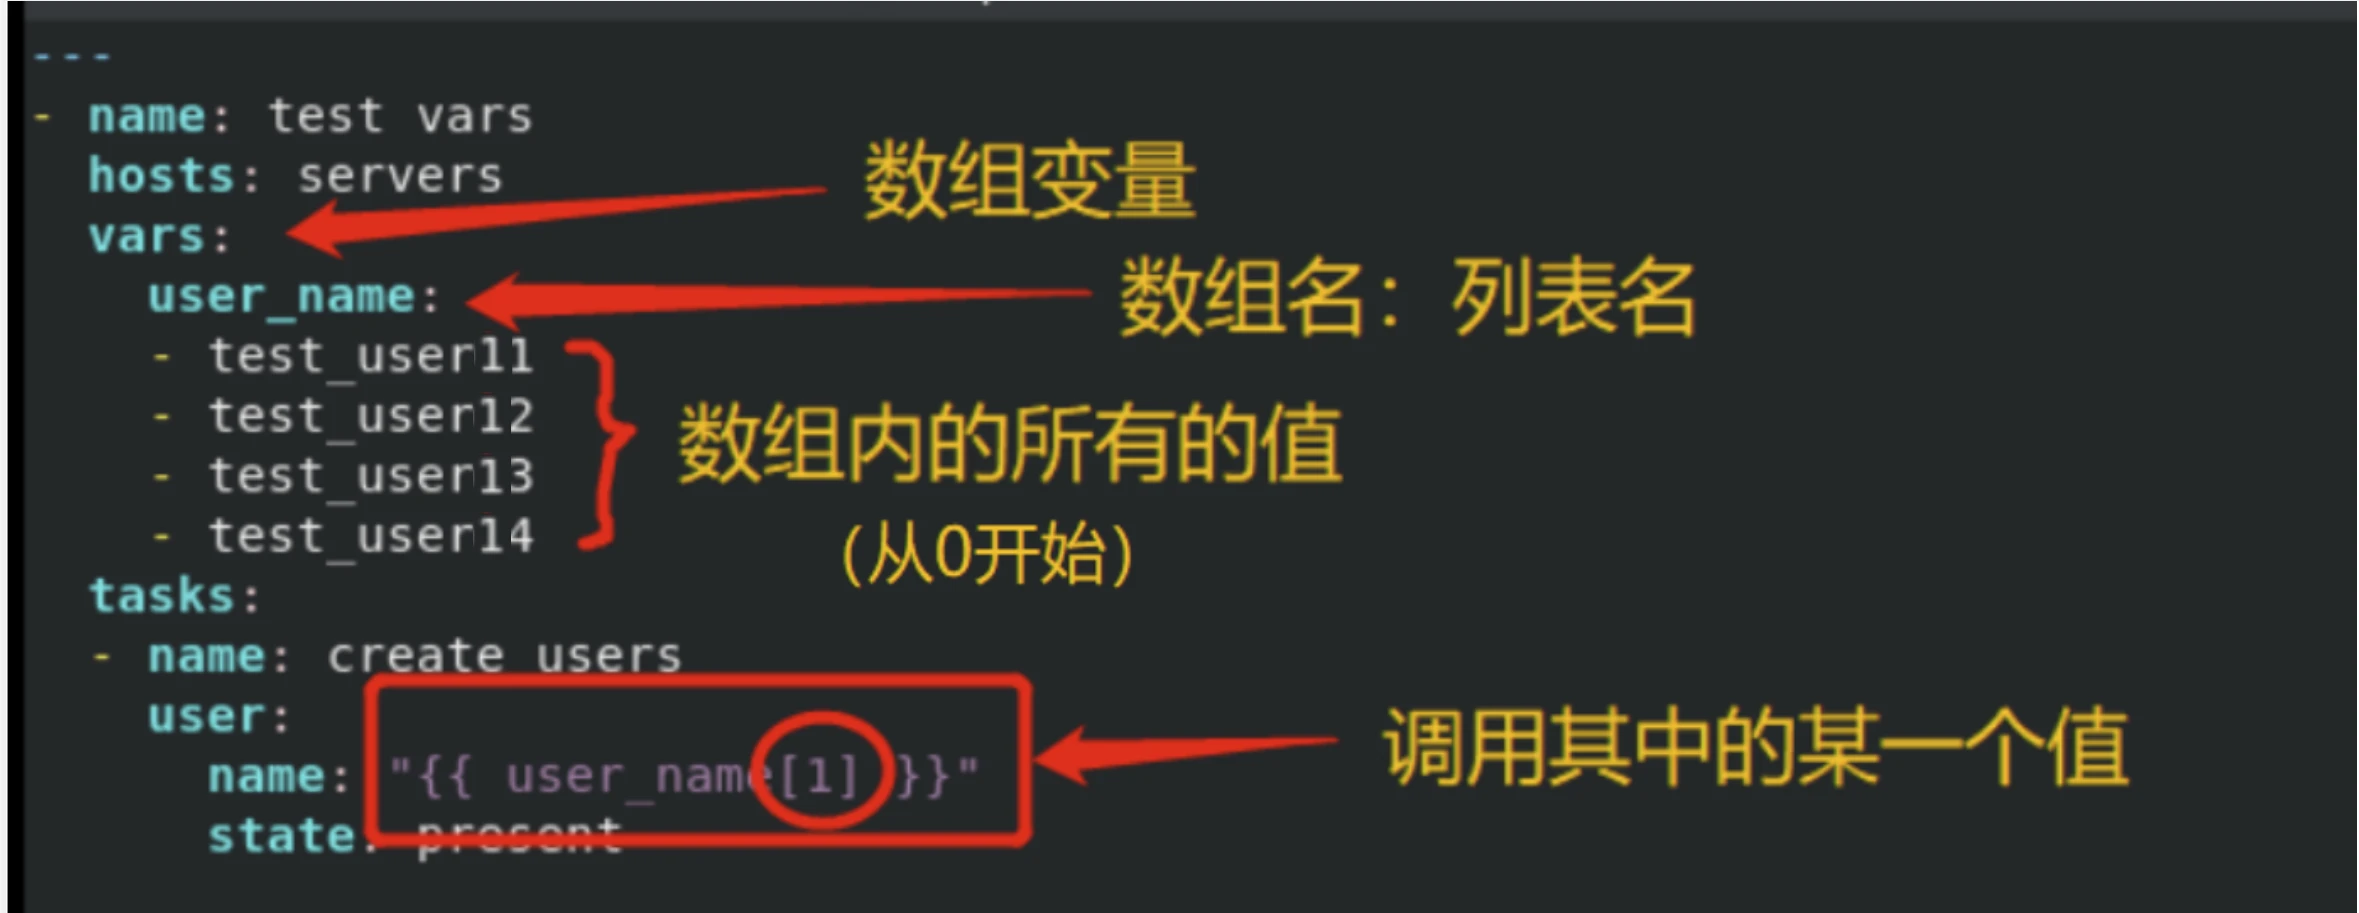 ---
- name: test vars
hosts: servers
数组变量
vars:
user_name:
数组名：列表名
- test_user11
- test_user12
- test_user13
- test_user14
数组内的所有的值
(从0开始)
tasks:
- name: create users
user:
name: "{{ user_name[1] }}"
调用其中的某一个值
state: present